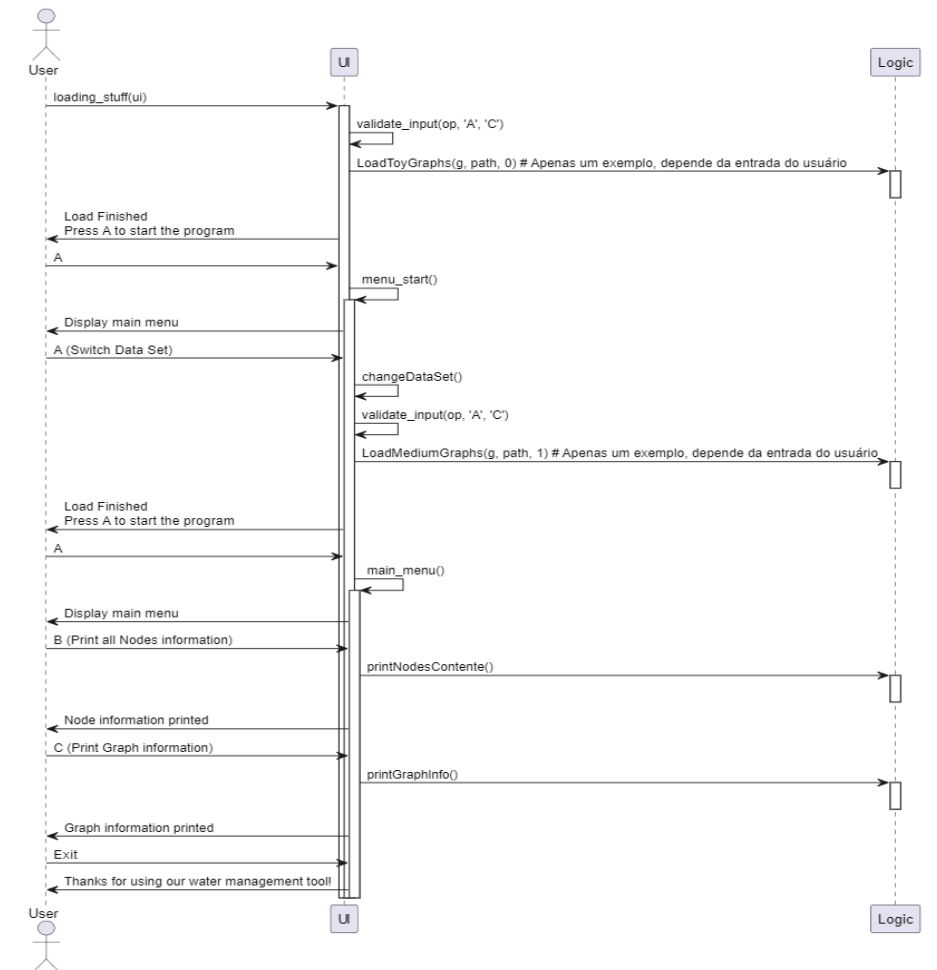 User
UI
Logic
loading_stuff(ui)
validate_input(op, 'A', 'C')
LoadToyGraphs(g, path, 0) # Apenas um exemplo, depende da entrada do usuário
Load Finished
Press A to start the program
A
menu_start()
Display main menu
A (Switch Data Set)
changeDataSet()
validate_input(op, 'A', 'C')
LoadMediumGraphs(g, path, 1) # Apenas um exemplo, depende da entrada do usuário
Load Finished
Press A to start the program
A
main_menu()
Display main menu
B (Print all Nodes information)
printNodesContente()
Node information printed
C (Print Graph information)
printGraphInfo()
Graph information printed
Exit
Thanks for using our water management tool!
User
UI
Logic